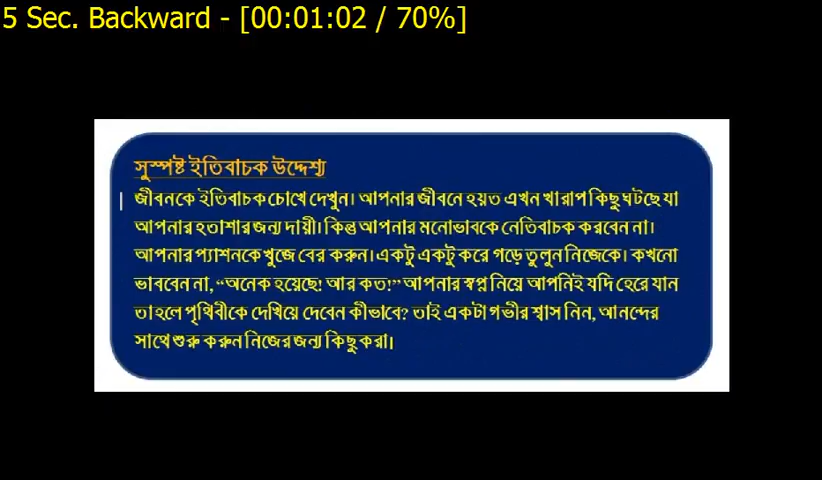 5 Sec. Backward - [00:01:02 / 70%]
সুস্পষ্ট ইতিবাচক উদ্দেশ্য
জীবনকে ইতিবাচক চোখে দেখুন। আপনার জীবনে হয়ত এখন খারাপ কিছু ঘটছে যা
আপনার হতাশার জন্য দায়ী। কিন্তু আপনার মনোভাবকে নেতিবাচক করবেন না।
আপনার প্যাশনকে খুজে বের করুন। একটু একটু করে গড়ে তুলুন নিজেকে। কখনো
ভাববেন না, “অনেক হয়েছে! আর কত!” আপনার স্বপ্ন নিয়ে আপনিই যদি হেরে যান
তাহলে পৃথিবীকে দেখিয়ে দেবেন কীভাবে? তাই একটা গভীর শ্বাস নিন, আনন্দের
সাথে শুরু করুন নিজের জন্য কিছু করা।